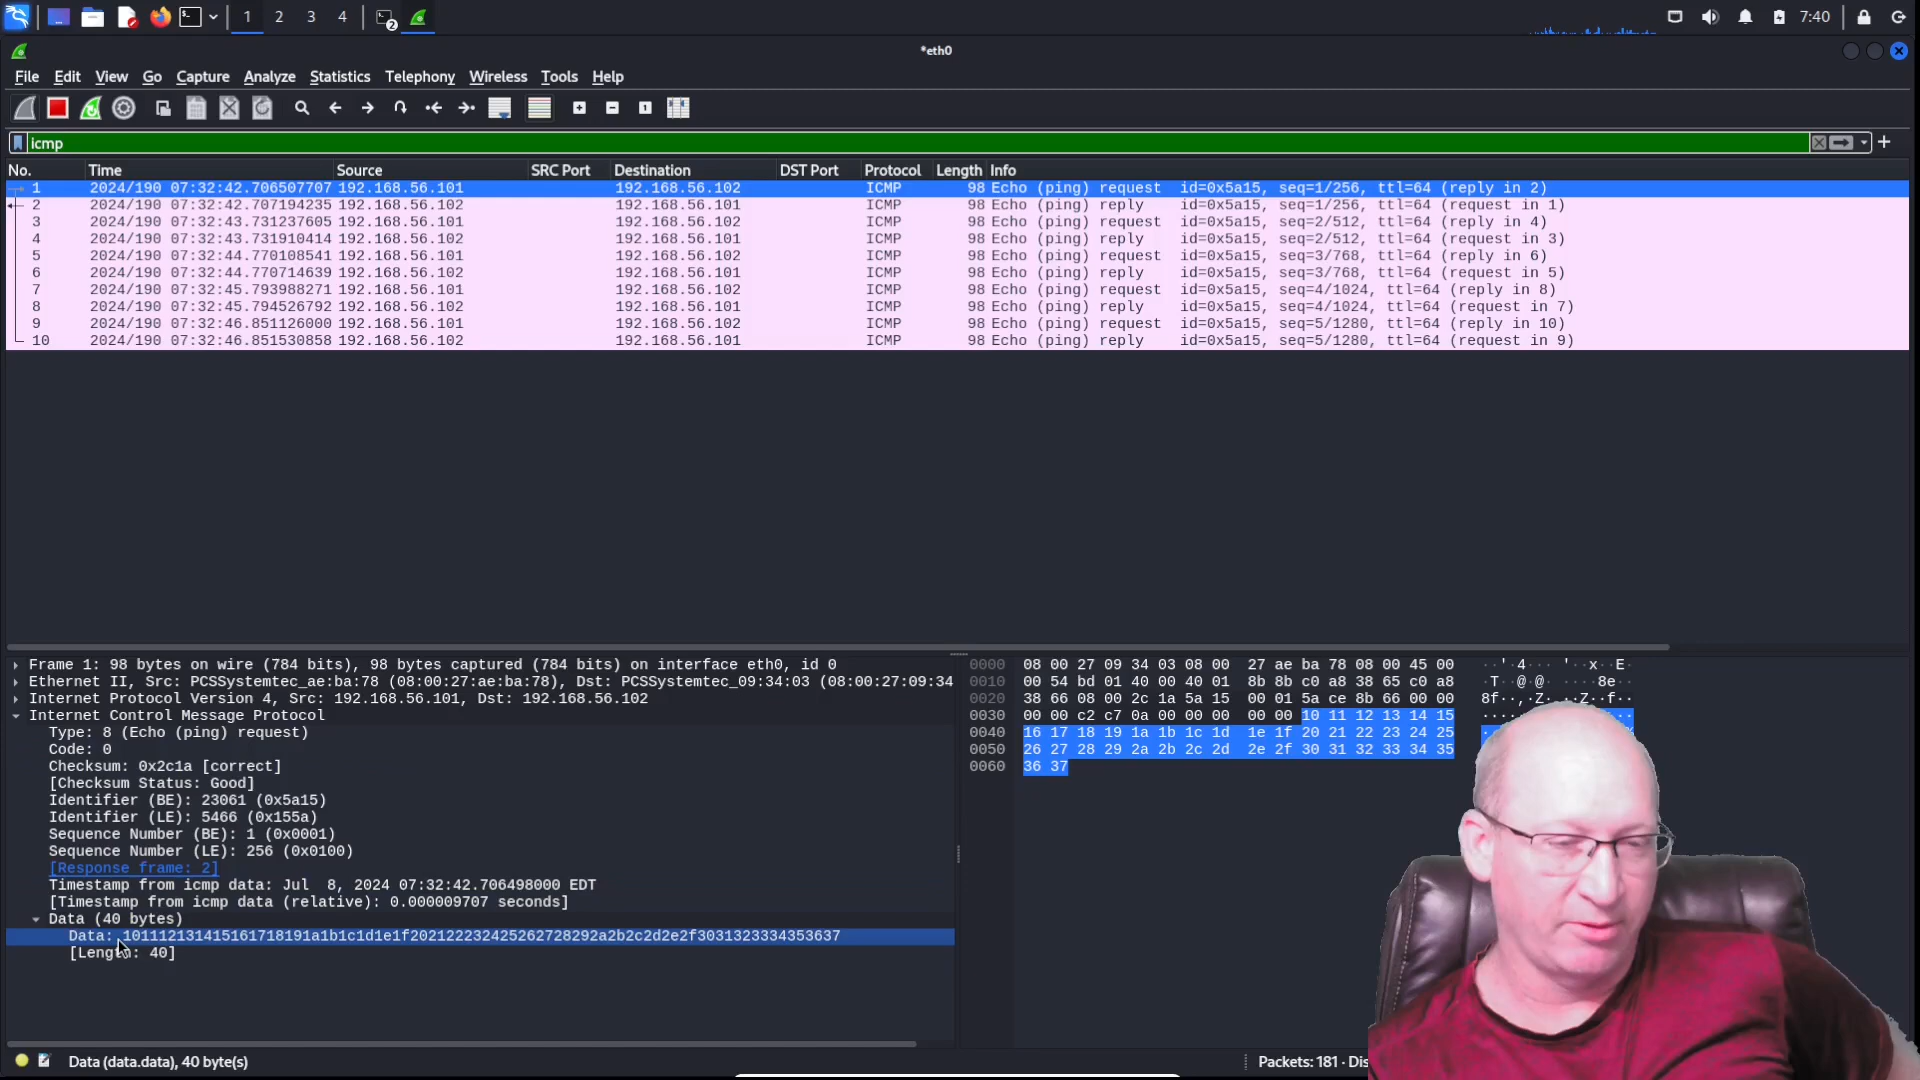 1 2 3 4 2 7:40
*eth0
File Edit View Go Capture Analyze Statistics Telephony Wireless Tools Help
icmp
No. Time Source SRC Port Destination DST Port Protocol Length Info
1 2024/190 07:32:42.706507707 192.168.56.101 192.168.56.102 ICMP 98 Echo (ping) request id=0x5a15, seq=1/256, ttl=64 (reply in 2)
2 2024/190 07:32:42.707194235 192.168.56.102 192.168.56.101 ICMP 98 Echo (ping) reply id=0x5a15, seq=1/256, ttl=64 (request in 1)
3 2024/190 07:32:43.731237605 192.168.56.101 192.168.56.102 ICMP 98 Echo (ping) request id=0x5a15, seq=2/512, ttl=64 (reply in 4)
4 2024/190 07:32:43.731910414 192.168.56.102 192.168.56.101 ICMP 98 Echo (ping) reply id=0x5a15, seq=2/512, ttl=64 (request in 3)
5 2024/190 07:32:44.770108541 192.168.56.101 192.168.56.102 ICMP 98 Echo (ping) request id=0x5a15, seq=3/768, ttl=64 (reply in 6)
6 2024/190 07:32:44.770714639 192.168.56.102 192.168.56.101 ICMP 98 Echo (ping) reply id=0x5a15, seq=3/768, ttl=64 (request in 5)
7 2024/190 07:32:45.793988271 192.168.56.101 192.168.56.102 ICMP 98 Echo (ping) request id=0x5a15, seq=4/1024, ttl=64 (reply in 8)
8 2024/190 07:32:45.794526792 192.168.56.102 192.168.56.101 ICMP 98 Echo (ping) reply id=0x5a15, seq=4/1024, ttl=64 (request in 7)
9 2024/190 07:32:46.851126000 192.168.56.101 192.168.56.102 ICMP 98 Echo (ping) request id=0x5a15, seq=5/1280, ttl=64 (reply in 10)
10 2024/190 07:32:46.851530858 192.168.56.102 192.168.56.101 ICMP 98 Echo (ping) reply id=0x5a15, seq=5/1280, ttl=64 (request in 9)
Frame 1: 98 bytes on wire (784 bits), 98 bytes captured (784 bits) on interface eth0, id 0
Ethernet II, Src: PCSSystemtec_ae:ba:78 (08:00:27:ae:ba:78), Dst: PCSSystemtec_09:34:03 (08:00:27:09:34
Internet Protocol Version 4, Src: 192.168.56.101, Dst: 192.168.56.102
Internet Control Message Protocol
Type: 8 (Echo (ping) request)
Code: 0
Checksum: 0x2c1a [correct]
[Checksum Status: Good]
Identifier (BE): 23061 (0x5a15)
Identifier (LE): 5466 (0x155a)
Sequence Number (BE): 1 (0x0001)
Sequence Number (LE): 256 (0x0100)
[Response frame: 2]
Timestamp from icmp data: Jul 8, 2024 07:32:42.706498000 EDT
[Timestamp from icmp data (relative): 0.000009707 seconds]
Data (40 bytes)
Data: 101112131415161718191a1b1c1d1e1f202122232425262728292a2b2c2d2e2f3031323334353637
[Length: 40]
0000 08 00 27 09 34 03 08 00 27 ae ba 78 08 00 45 00 ··'·4···'··x··E·
0010 00 54 bd 01 40 00 40 01 8b 8b c0 a8 38 65 c0 a8 ·T··@·@·····8e··
0020 38 66 08 00 2c 1a 5a 15 00 01 5a ce 8b 66 00 00 8f··,·Z···Z··f··
0030 00 00 c2 c7 0a 00 00 00 00 00 10 11 12 13 14 15
0040 16 17 18 19 1a 1b 1c 1d 1e 1f 20 21 22 23 24 25
0050 26 27 28 29 2a 2b 2c 2d 2e 2f 30 31 32 33 34 35
0060 36 37
Data (data.data), 40 byte(s)
Packets: 181 · Dis